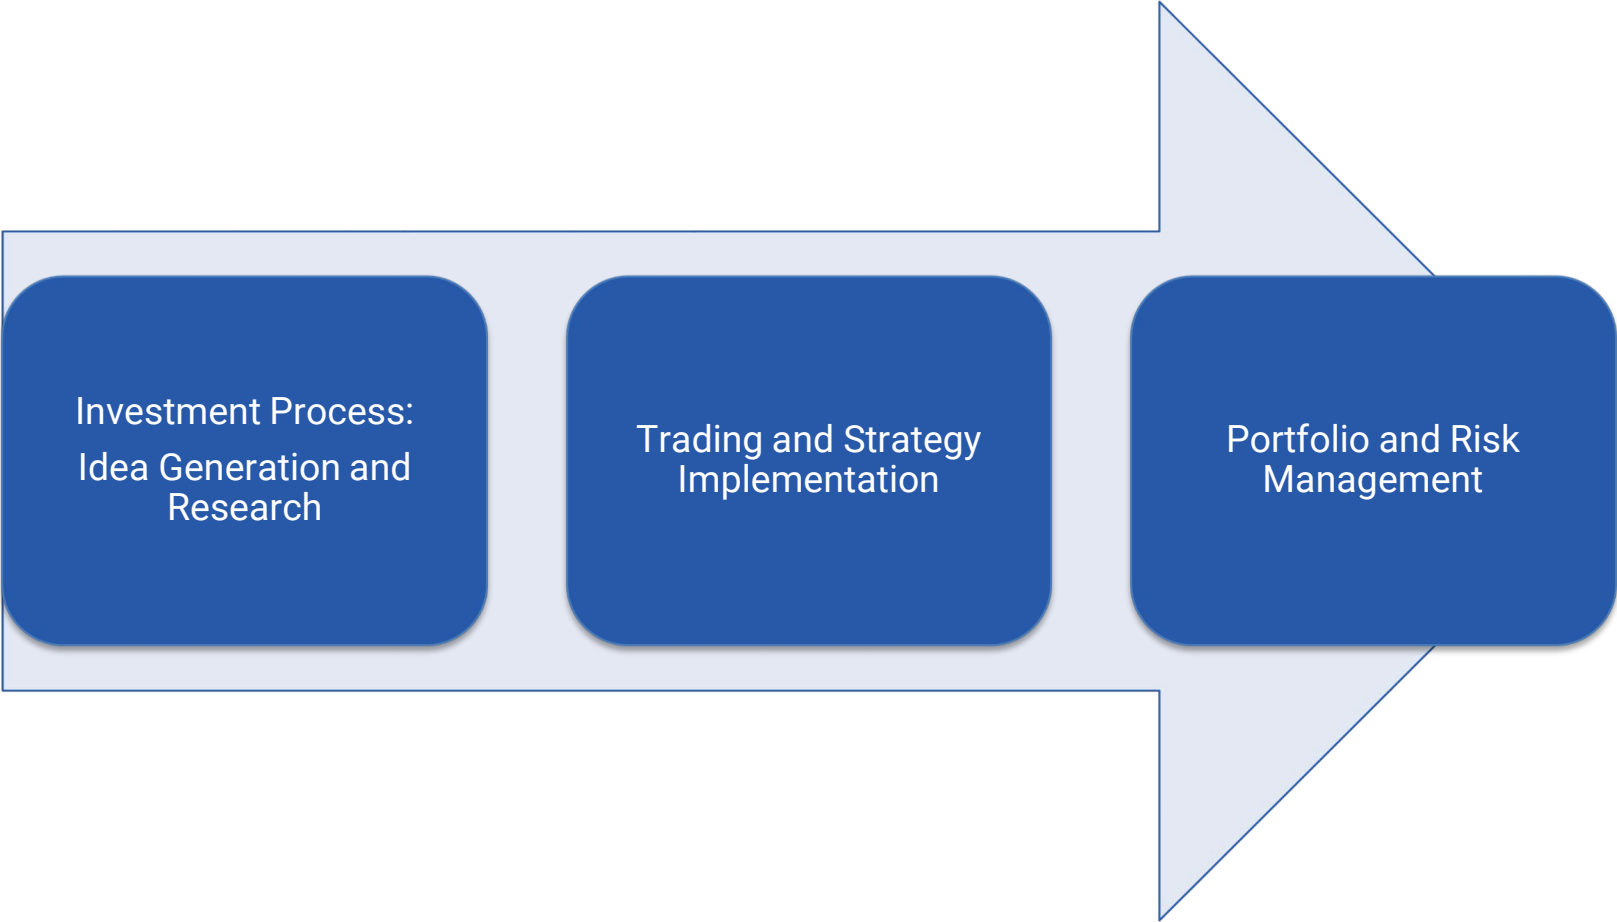 Investment Process:
Idea Generation and
Research
Trading and Strategy
Implementation
Portfolio and Risk
Management